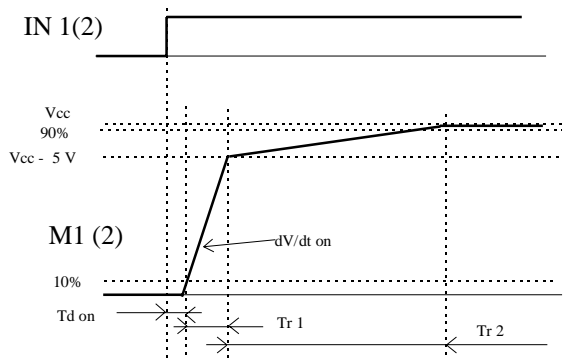 IN 1(2)
Vcc
90%
Vcc - 5 V
M1 (2)
dV/dt on
10%
Td on
Tr 1
Tr 2